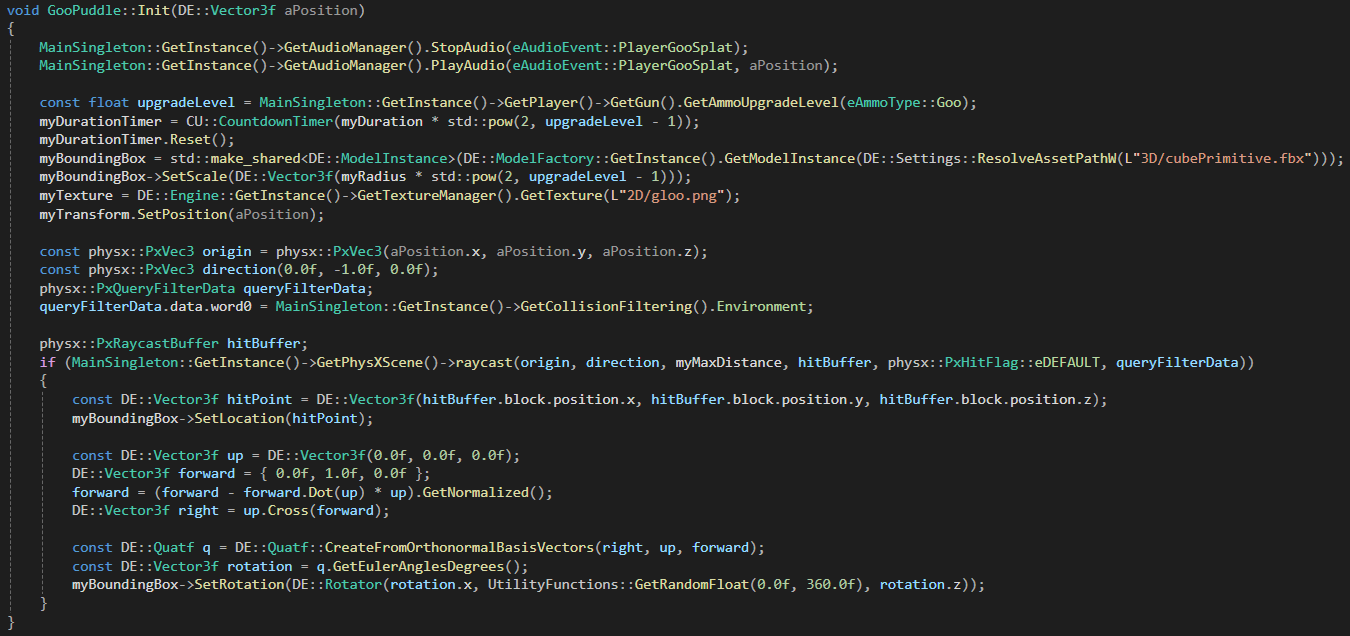 void GooPuddle::Init(DE::Vector3f aPosition)
{
MainSingleton::GetInstance()->GetAudioManager().StopAudio(eAudioEvent::PlayerGooSplat);
MainSingleton::GetInstance()->GetAudioManager().PlayAudio(eAudioEvent::PlayerGooSplat, aPosition);
const float upgradeLevel = MainSingleton::GetInstance()->GetPlayer()->GetGun().GetAmmoUpgradeLevel(eAmmoType::Goo);
myDurationTimer = CU::CountdownTimer(myDuration * std::pow(2, upgradeLevel - 1));
myDurationTimer.Reset();
myBoundingBox = std::make_shared<DE::ModelInstance>(DE::ModelFactory::GetInstance().GetModelInstance(DE::Settings::ResolveAssetPathW(L"3D/cubePrimitive.fbx")));
myBoundingBox->SetScale(DE::Vector3f(myRadius * std::pow(2, upgradeLevel - 1)));
myTexture = DE::Engine::GetInstance()->GetTextureManager().GetTexture(L"2D/gloo.png");
myTransform.SetPosition(aPosition);
const physx::PxVec3 origin = physx::PxVec3(aPosition.x, aPosition.y, aPosition.z);
const physx::PxVec3 direction(0.0f, -1.0f, 0.0f);
physx::PxQueryFilterData queryFilterData;
queryFilterData.data.word0 = MainSingleton::GetInstance()->GetCollisionFiltering().Environment;
physx::PxRaycastBuffer hitBuffer;
if (MainSingleton::GetInstance()->GetPhysXScene()->raycast(origin, direction, myMaxDistance, hitBuffer, physx::PxHitFlag::eDEFAULT, queryFilterData))
{
const DE::Vector3f hitPoint = DE::Vector3f(hitBuffer.block.position.x, hitBuffer.block.position.y, hitBuffer.block.position.z);
myBoundingBox->SetLocation(hitPoint);
const DE::Vector3f up = DE::Vector3f(0.0f, 0.0f, 0.0f);
DE::Vector3f forward = { 0.0f, 1.0f, 0.0f };
forward = (forward - forward.Dot(up) * up).GetNormalized();
DE::Vector3f right = up.Cross(forward);
const DE::Quatf q = DE::Quatf::CreateFromOrthonormalBasisVectors(right, up, forward);
const DE::Vector3f rotation = q.GetEulerAnglesDegrees();
myBoundingBox->SetRotation(DE::Rotator(rotation.x, UtilityFunctions::GetRandomFloat(0.0f, 360.0f), rotation.z));
}
}